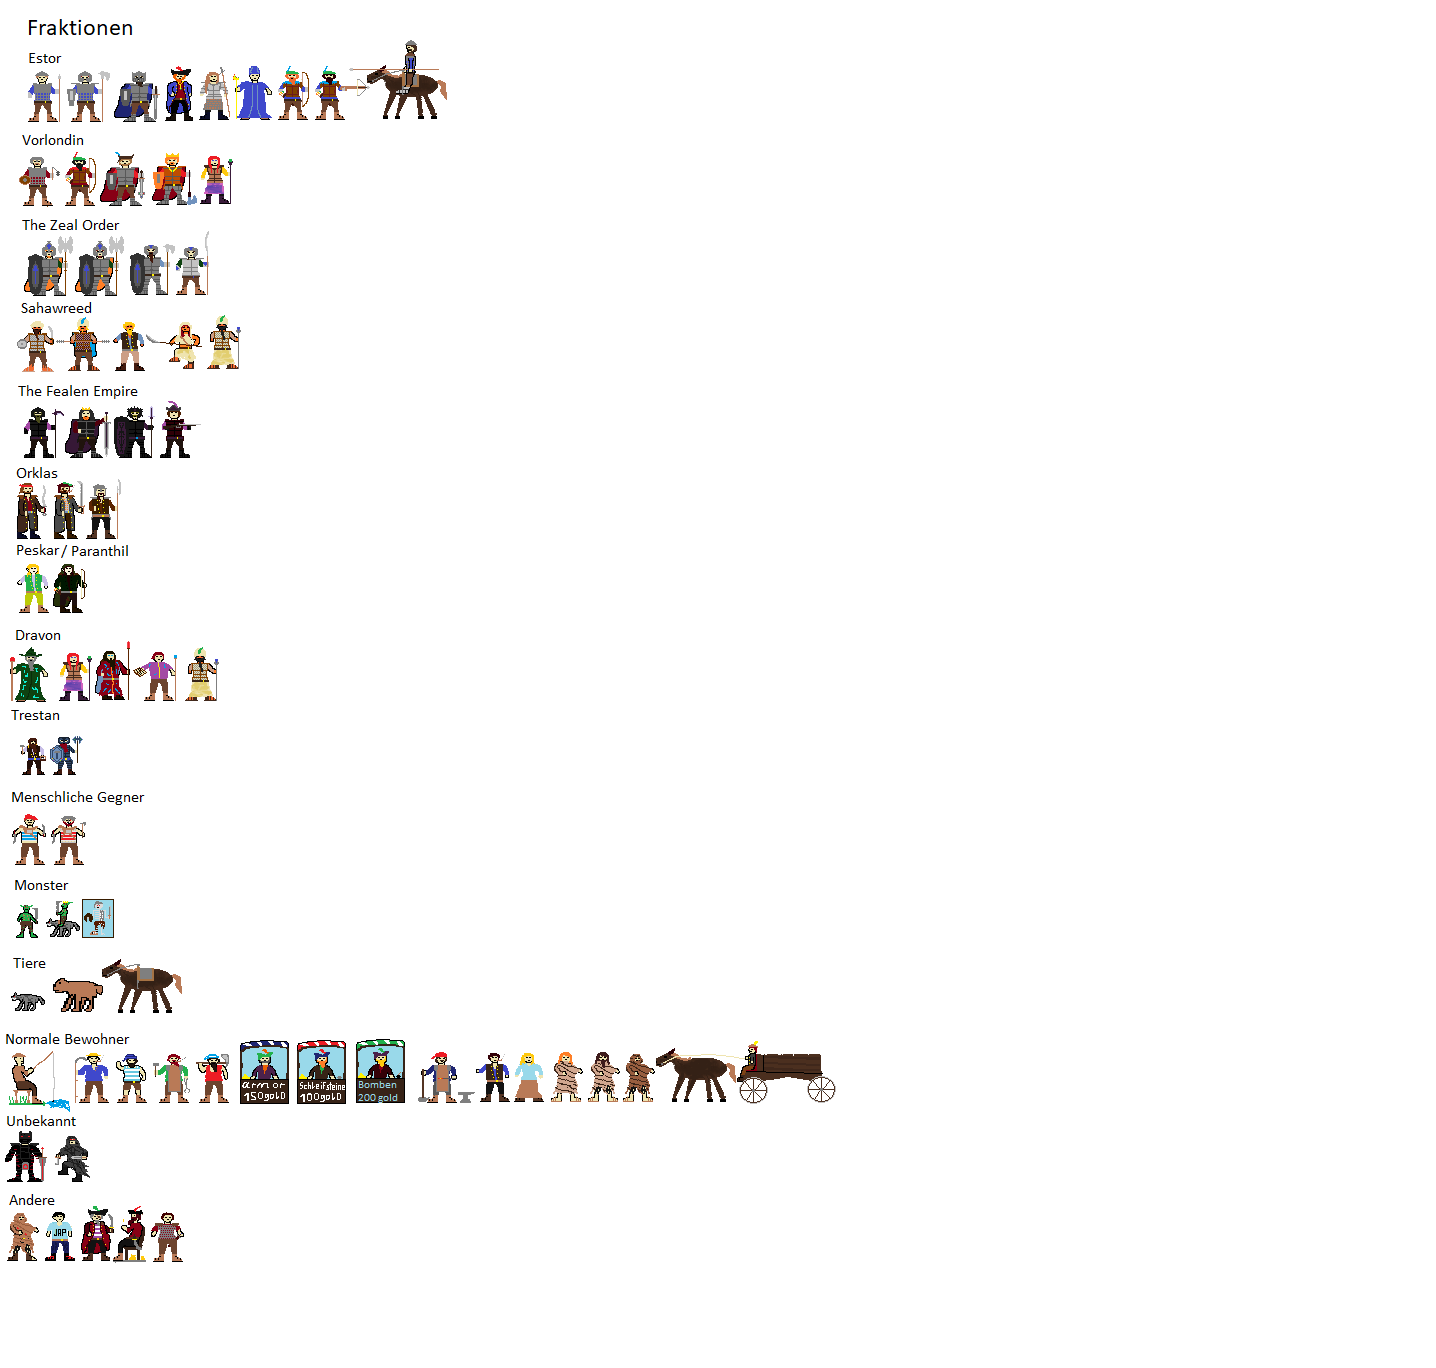 Fraktionen
Estor
Vorlondin
The Zeal Order
Sahawreed
The Fealen Empire
Orklas
Peskar/ Paranthil
Dravon
Trestan
Menschliche Gegner
Monster
Tiere
Normale Bewohner
armor
150gold
Schleifsteine
100gold
Bomben
200 gold
Unbekannt
Andere
JAP